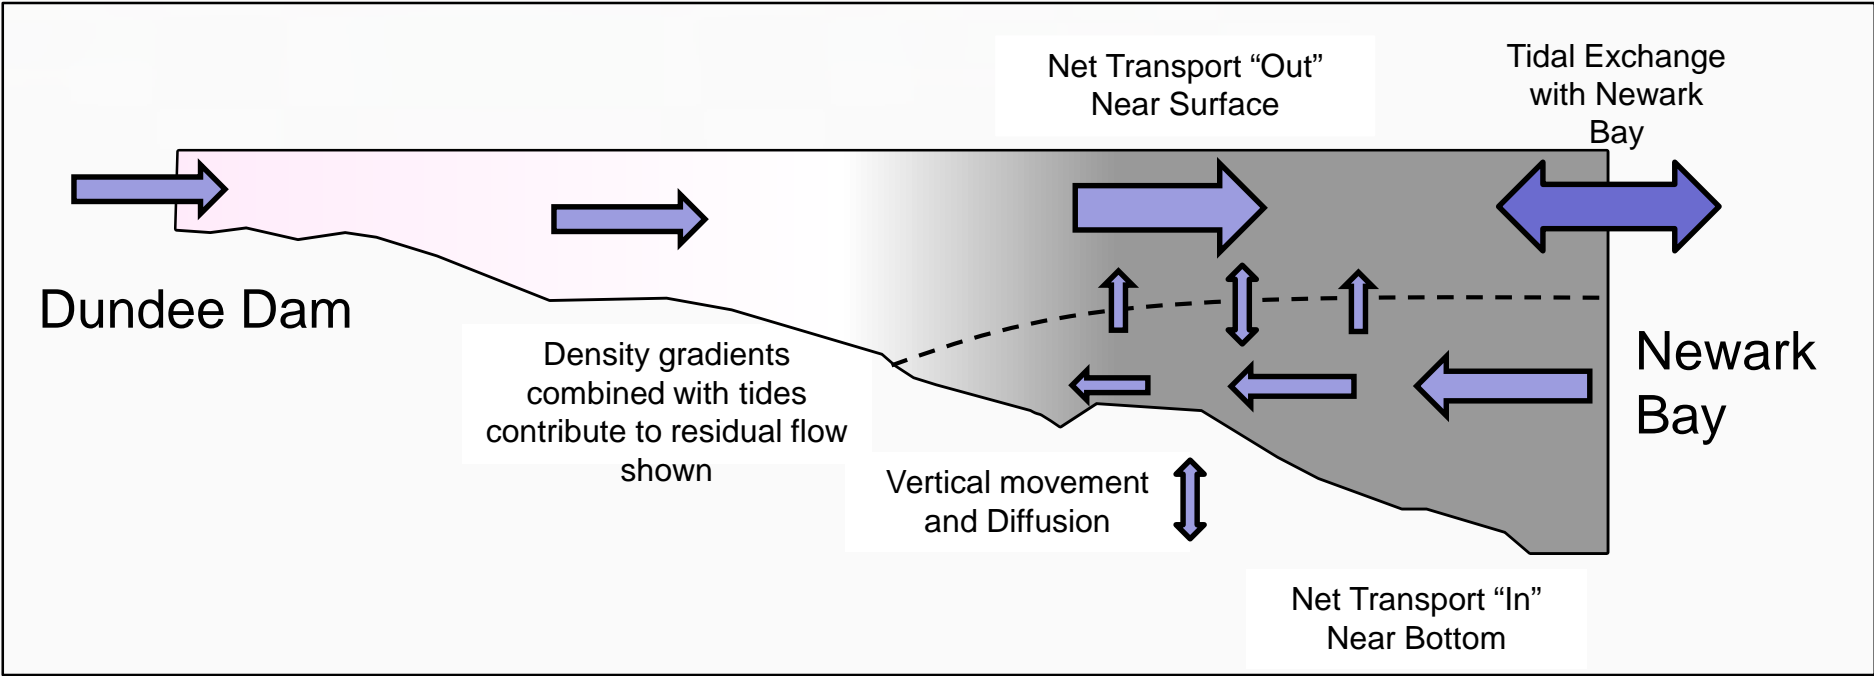 Net Transport “Out”
Near Surface
Tidal Exchange
with Newark
Bay
Dundee Dam
Density gradients
combined with tides
contribute to residual flow
shown
Newark
Bay
Vertical movement
and Diffusion
Net Transport “In”
Near Bottom